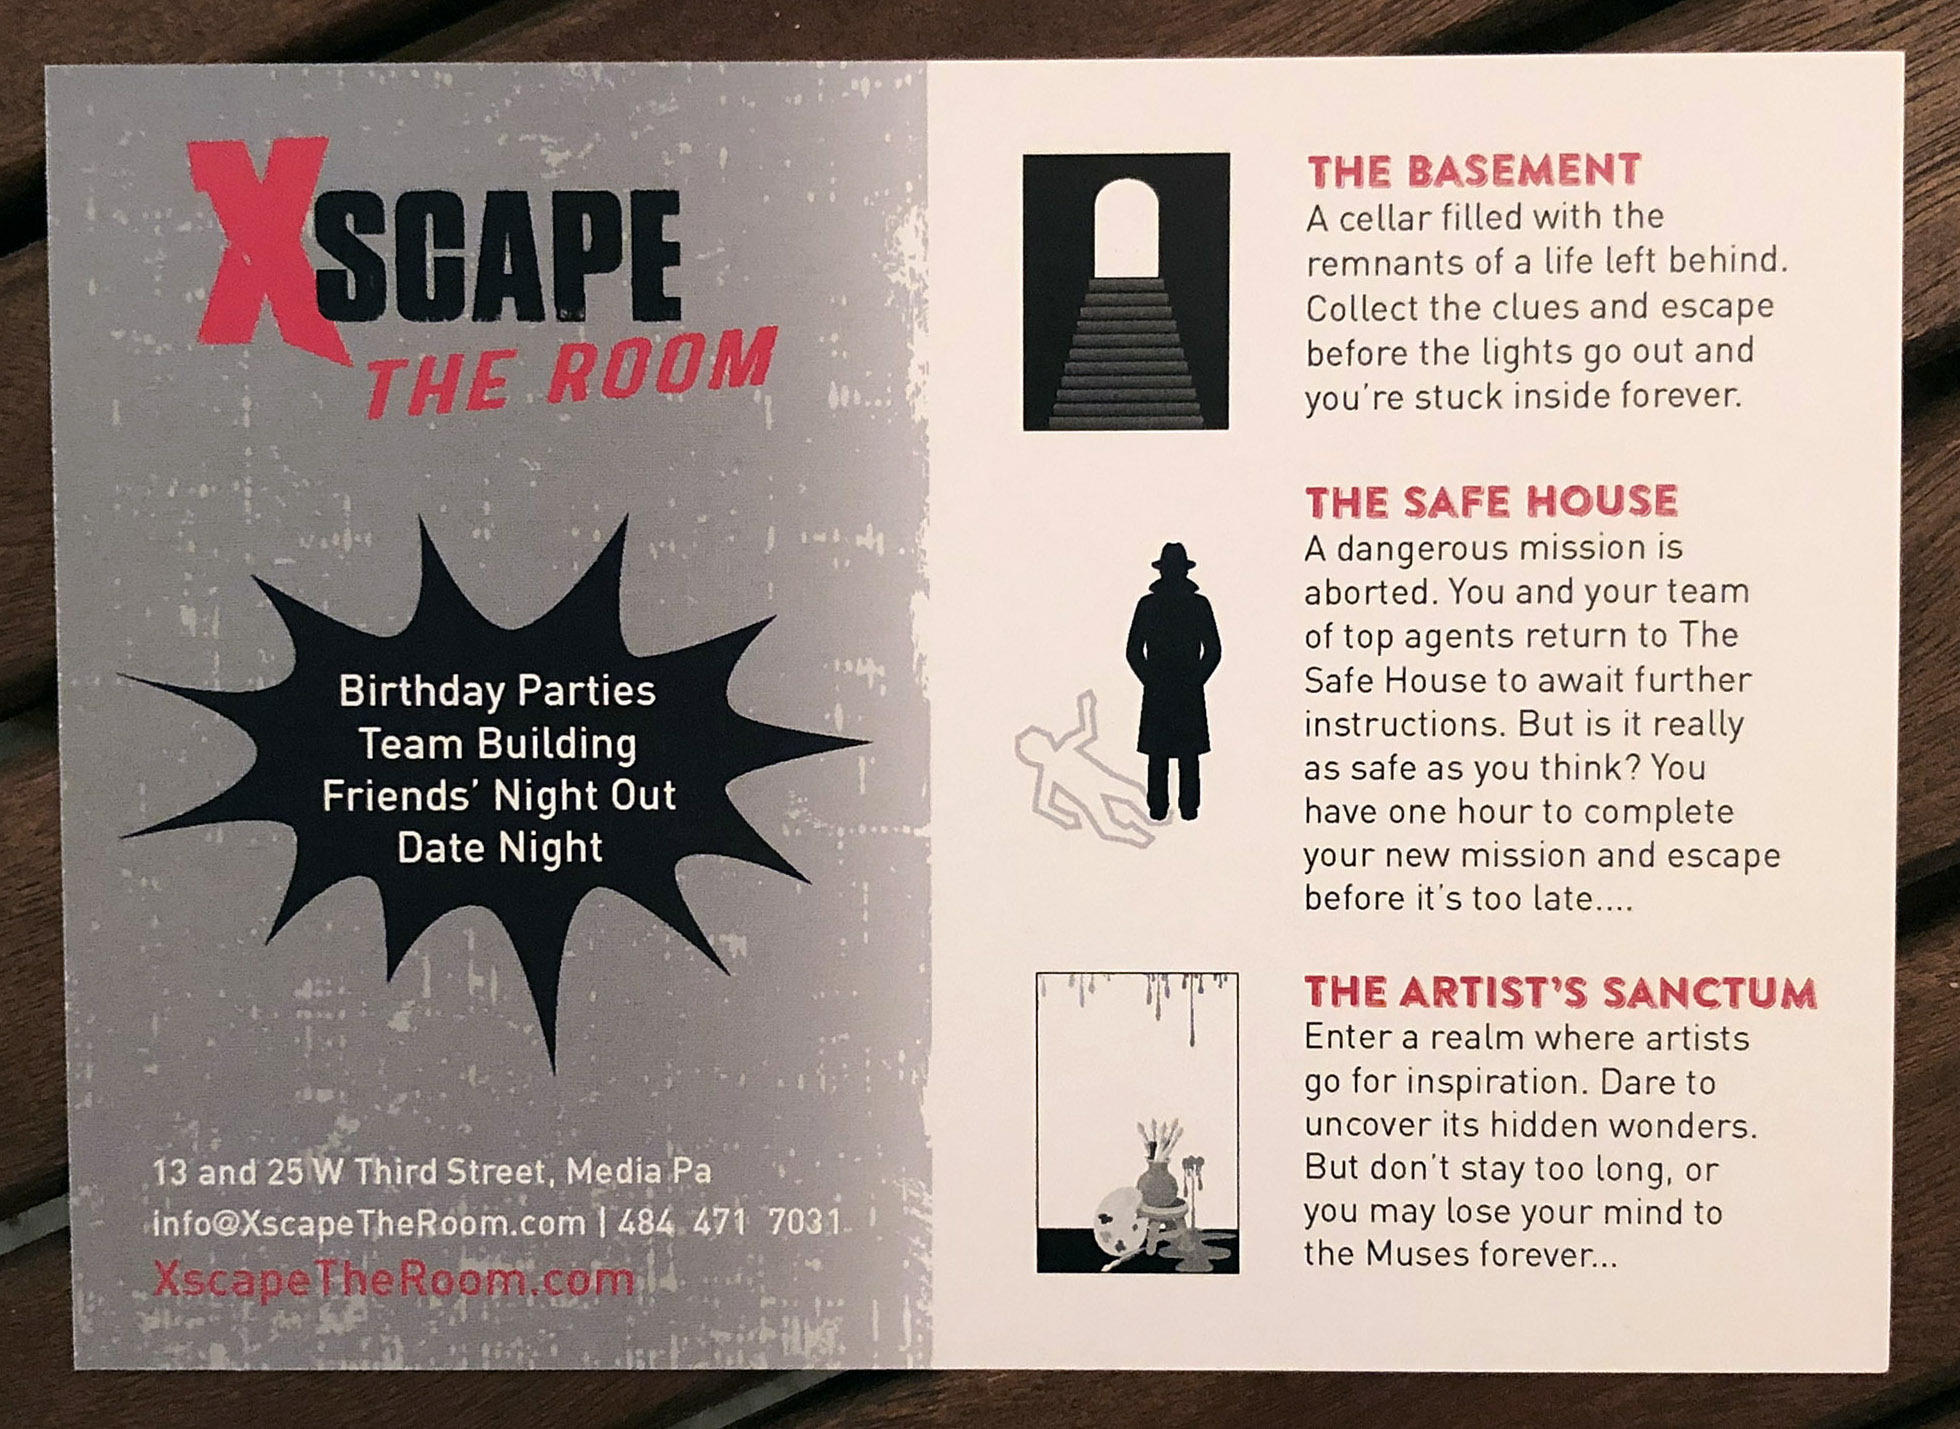 XSCAPE
THE ROOM
Birthday Parties
Team Building
Friends' Night Out
Date Night
13 and 25 W Third Street, Media Pa
info@XscapeTheRoom.com | 484 471 7031
XscapeTheRoom.com
THE BASEMENT
A cellar filled with the
remnants of a life left behind.
Collect the clues and escape
before the lights go out and
you're stuck inside forever.
THE SAFE HOUSE
A dangerous mission is
aborted. You and your team
of top agents return to The
Safe House to await further
instructions. But is it really
as safe as you think? You
have one hour to complete
your new mission and escape
before it's too late....
THE ARTIST'S SANCTUM
Enter a realm where artists
go for inspiration. Dare to
uncover its hidden wonders.
But don't stay too long, or
you may lose your mind to
the Muses forever...